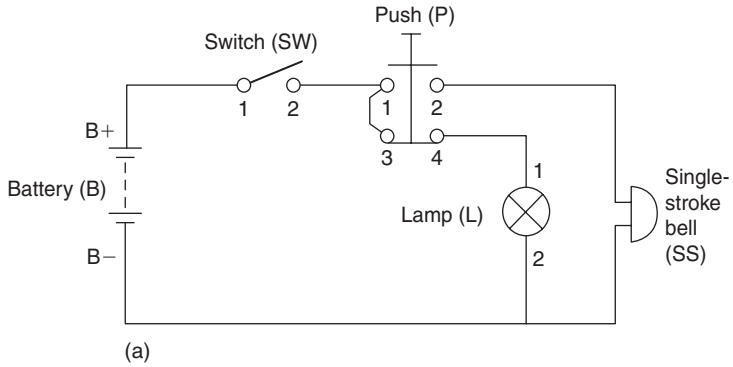 Push (P)
Switch (SW)
1 2 1 2
B+
3 4
Battery (B)
1
Lamp (L)
Single-
stroke
bell
(SS)
B−
2
(a)